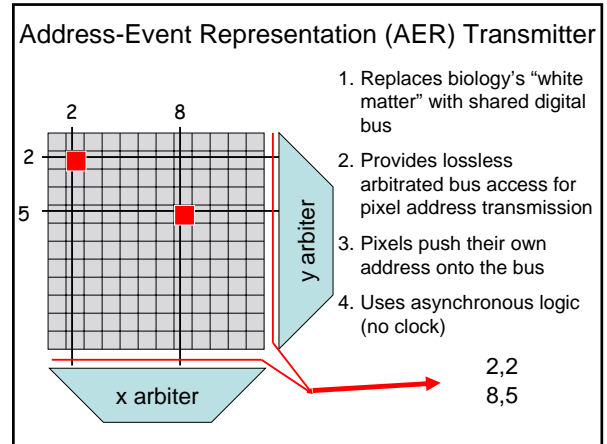 Address-Event Representation (AER) Transmitter
2 8
2
5
y arbiter
x arbiter
1. Replaces biology’s “white
matter” with shared digital
bus
2. Provides lossless
arbitrated bus access for
pixel address transmission
3. Pixels push their own
address onto the bus
4. Uses asynchronous logic
(no clock)
2,2
8,5